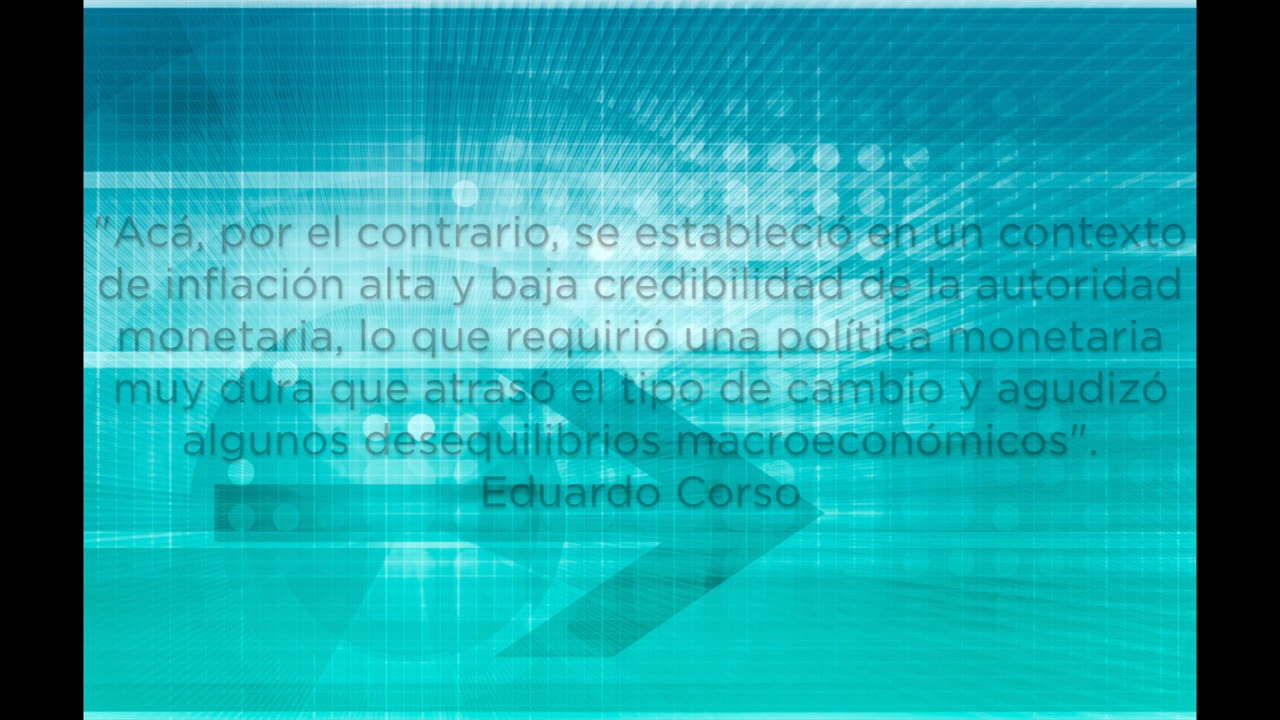 "Acá, por el contrario, se estableció en un contexto
de inflación alta y baja credibilidad de la autoridad
monetaria, lo que requirió una política monetaria
muy dura que atrasó el tipo de cambio y agudizó
algunos desequilibrios macroeconómicos".
Eduardo Corso